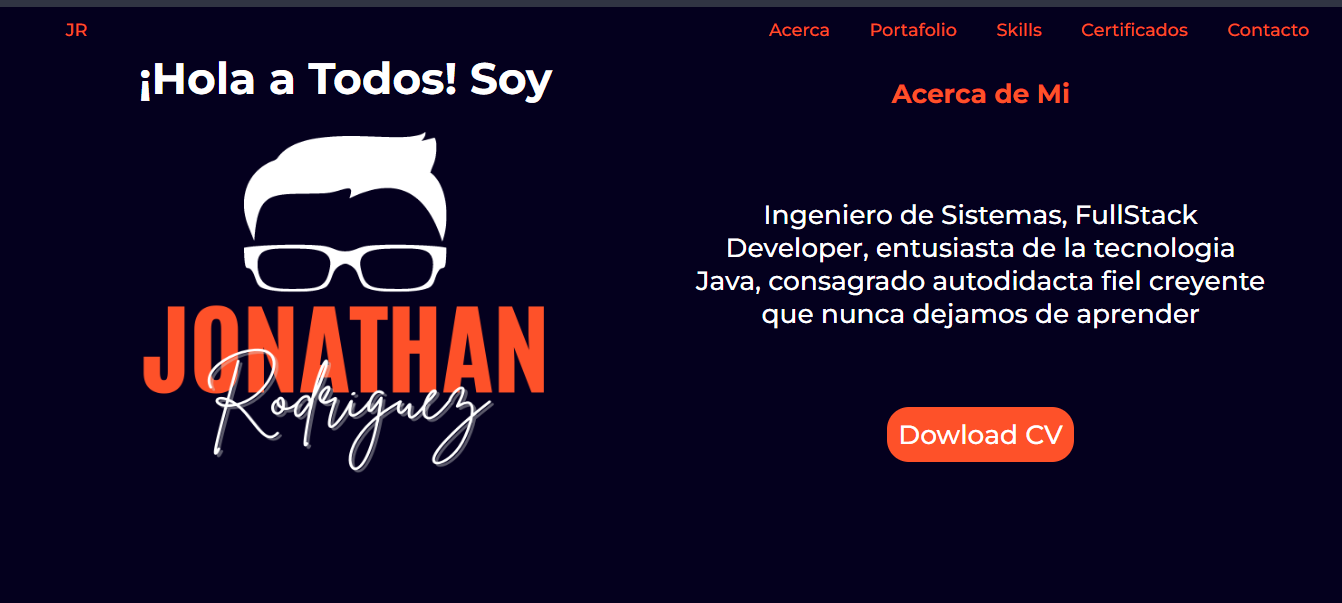 JR
Acerca
Portafolio
Skills
Certificados
Contacto
¡Hola a Todos! Soy
JONATHAN
Rodriguez
Acerca de Mi
Ingeniero de Sistemas, FullStack
Developer, entusiasta de la tecnologia
Java, consagrado autodidacta fiel creyente
que nunca dejamos de aprender
Dowload CV